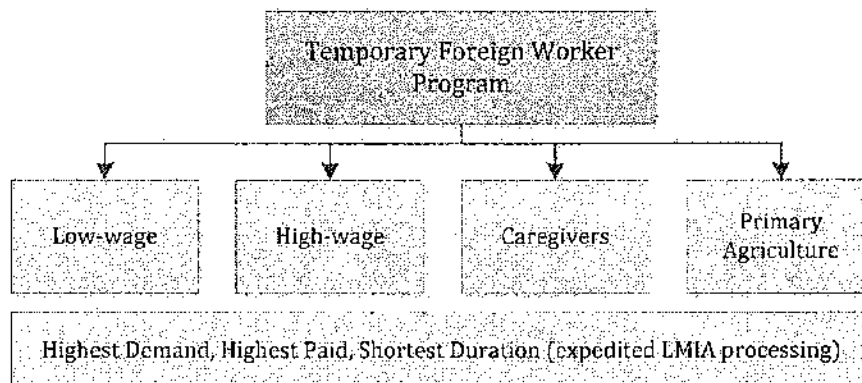 Temporary Foreign Worker
Program
Low-wage
High-wage
Caregivers
Primary
Agriculture
Highest Demand, Highest Paid, Shortest Duration (expedited LMIA processing)